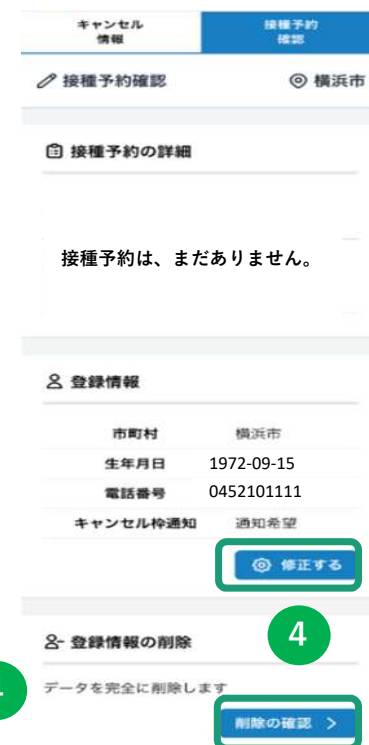 キャンセル
情報
接種予約
確認
接種予約確認
横浜市
接種予約の詳細
接種予約は、まだありません。
登録情報
市町村 横浜市
生年月日 1972-09-15
電話番号 0452101111
キャンセル枠通知 通知希望
修正する
4
登録情報の削除
データを完全に削除します
削除の確認 >